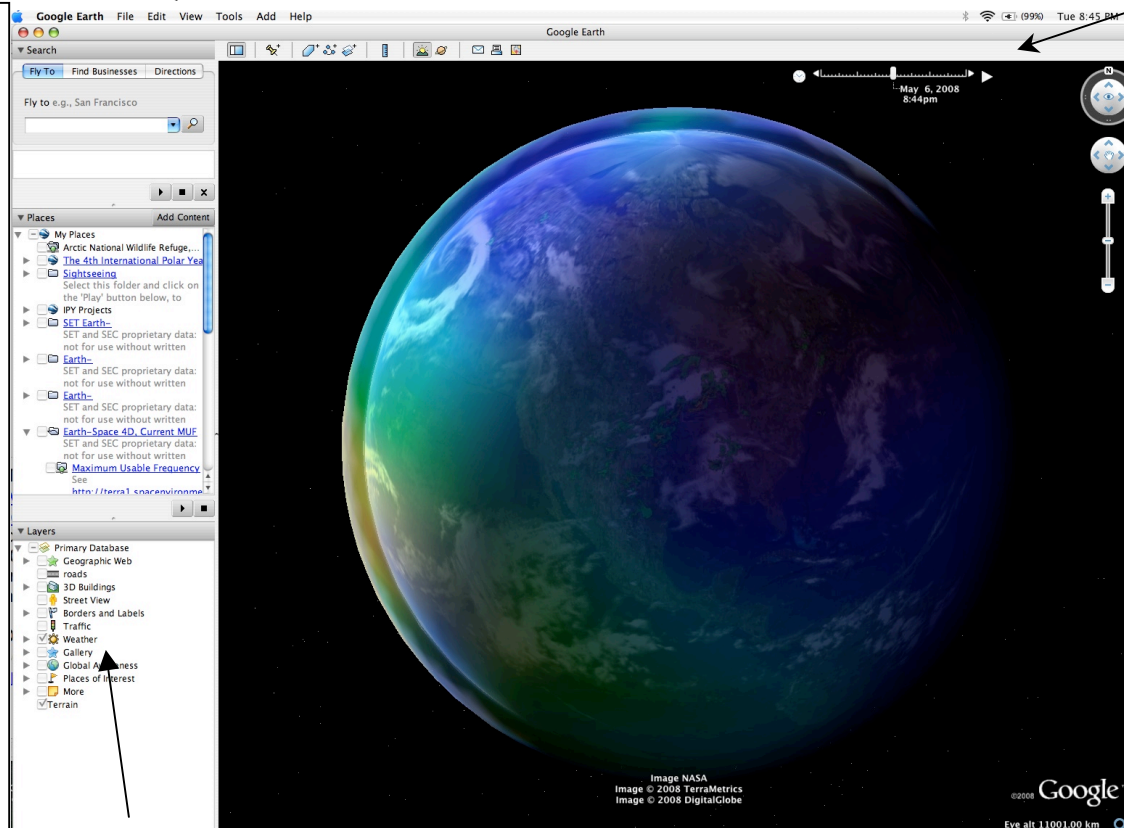 Google Earth File Edit View Tools Add Help
(99%) Tue 8:45 PM
Google Earth
Search
Fly To Find Businesses Directions
Fly to e.g., San Francisco
May 6, 2008
8:44pm
N
Places Add Content
My Places
Arctic National Wildlife Refuge,...
The 4th International Polar Yea
Sightseeing
Select this folder and click on
the 'Play' button below, to
IPY Projects
SET Earth-
SET and SEC proprietary data:
not for use without written
Earth-
SET and SEC proprietary data:
not for use without written
Earth-
SET and SEC proprietary data:
not for use without written
Earth-Space 4D, Current MUF
SET and SEC proprietary data:
not for use without written
Maximum Usable Frequency
See
http://terra1.spacenvironme
Layers
Primary Database
Geographic Web
roads
3D Buildings
Street View
Borders and Labels
Traffic
Weather
Gallery
Global Awareness
Places of Interest
More
Terrain
Image NASA
Image © 2008 TerraMetrics
Image © 2008 DigitalGlobe
©2008 Google
Eye alt 11001.00 km